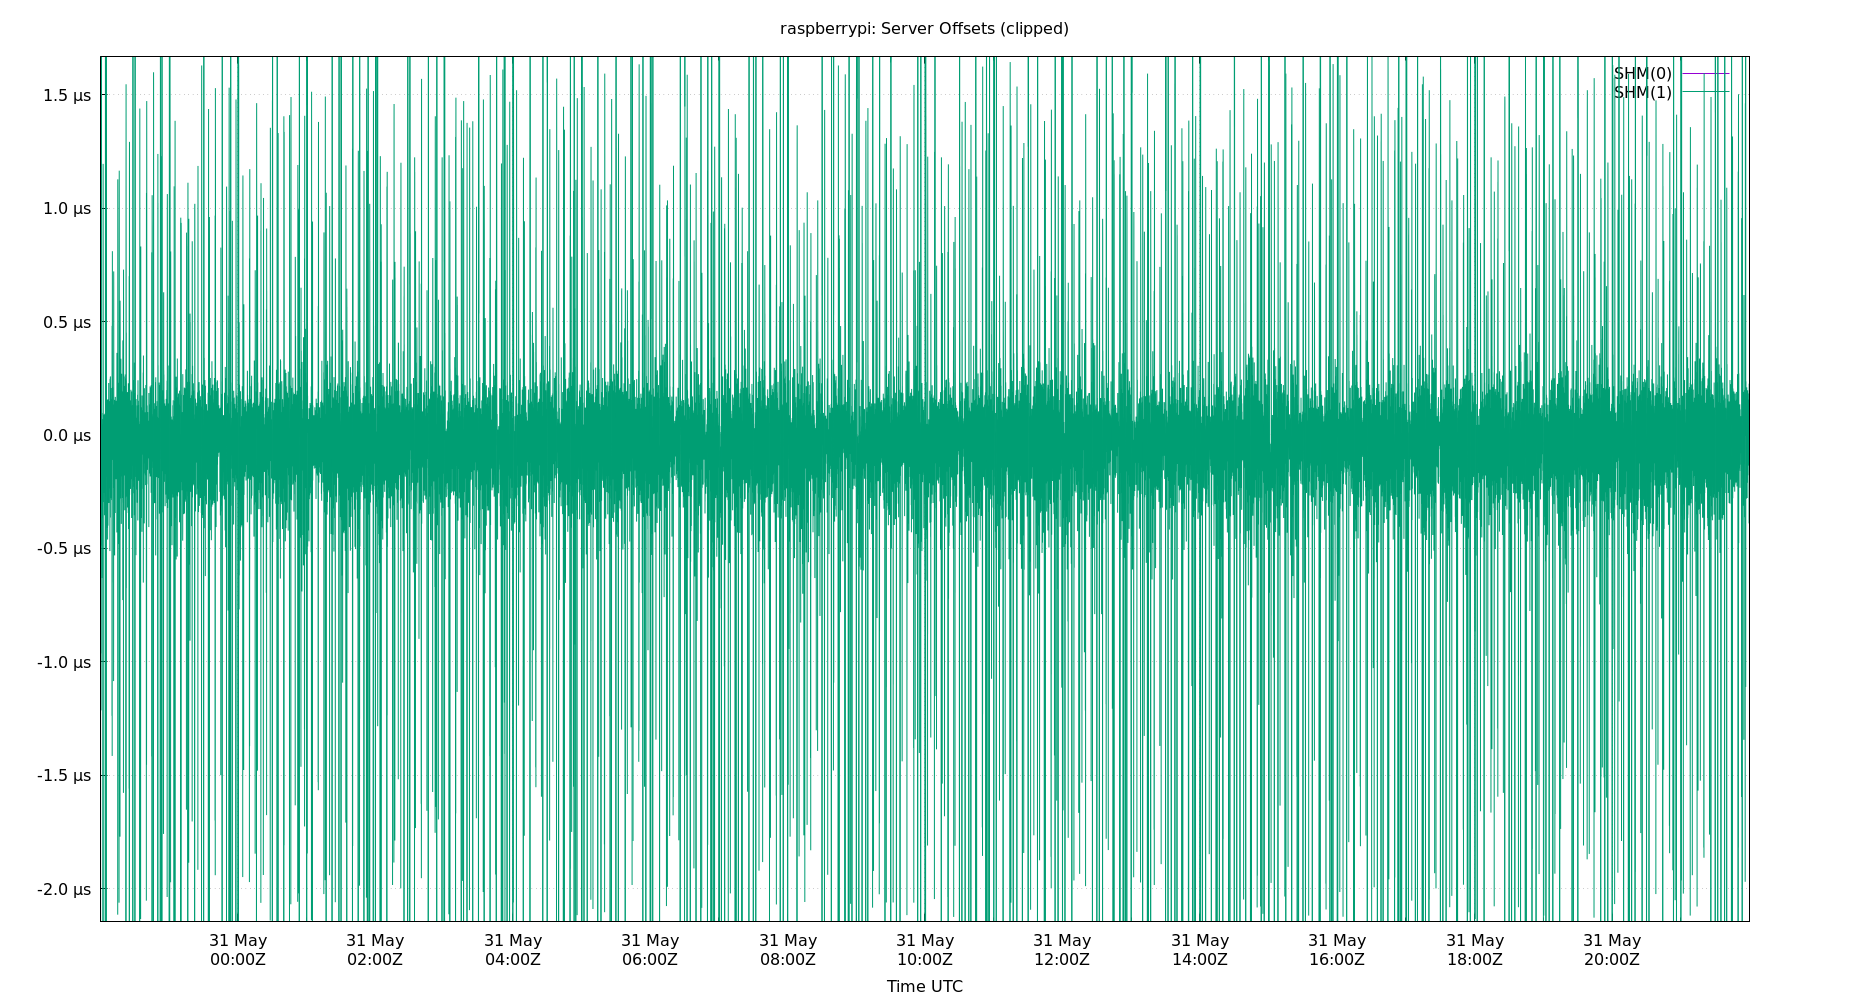 raspberrypi: Server Offsets (clipped)
SHM(0)
SHM(1)
1.5 µs
1.0 µs
0.5 µs
0.0 µs
-0.5 µs
-1.0 µs
-1.5 µs
-2.0 µs
31 May 31 May 31 May 31 May 31 May 31 May 31 May 31 May 31 May 31 May 31 May
00:00Z 02:00Z 04:00Z 06:00Z 08:00Z 10:00Z 12:00Z 14:00Z 16:00Z 18:00Z 20:00Z
Time UTC